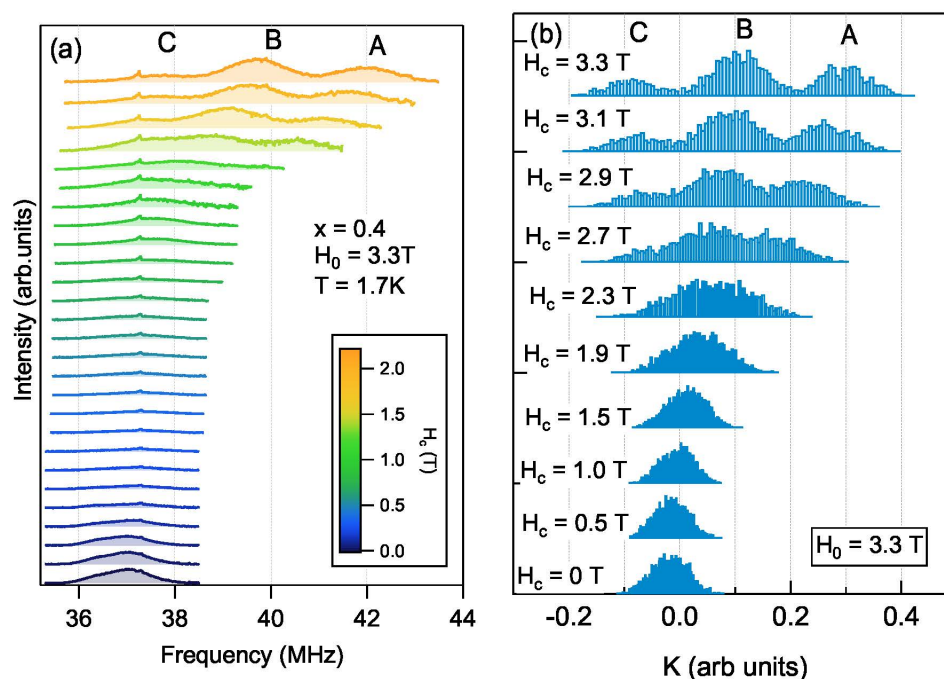 (a)
C
B
A
Intensity (arb.units)
x = 0.4
H0 = 3.3T
T = 1.7K
2.0
1.5
1.0
0.5
0.0
Hc (T)
36
38
40
42
44
Frequency (MHz)
(b)
C
B
A
Hc = 3.3 T
Hc = 3.1 T
Hc = 2.9 T
Hc = 2.7 T
Hc = 2.3 T
Hc = 1.9 T
Hc = 1.5 T
Hc = 1.0 T
Hc = 0.5 T
Hc = 0 T
H0 = 3.3 T
-0.2
0.0
0.2
0.4
K (arb units)